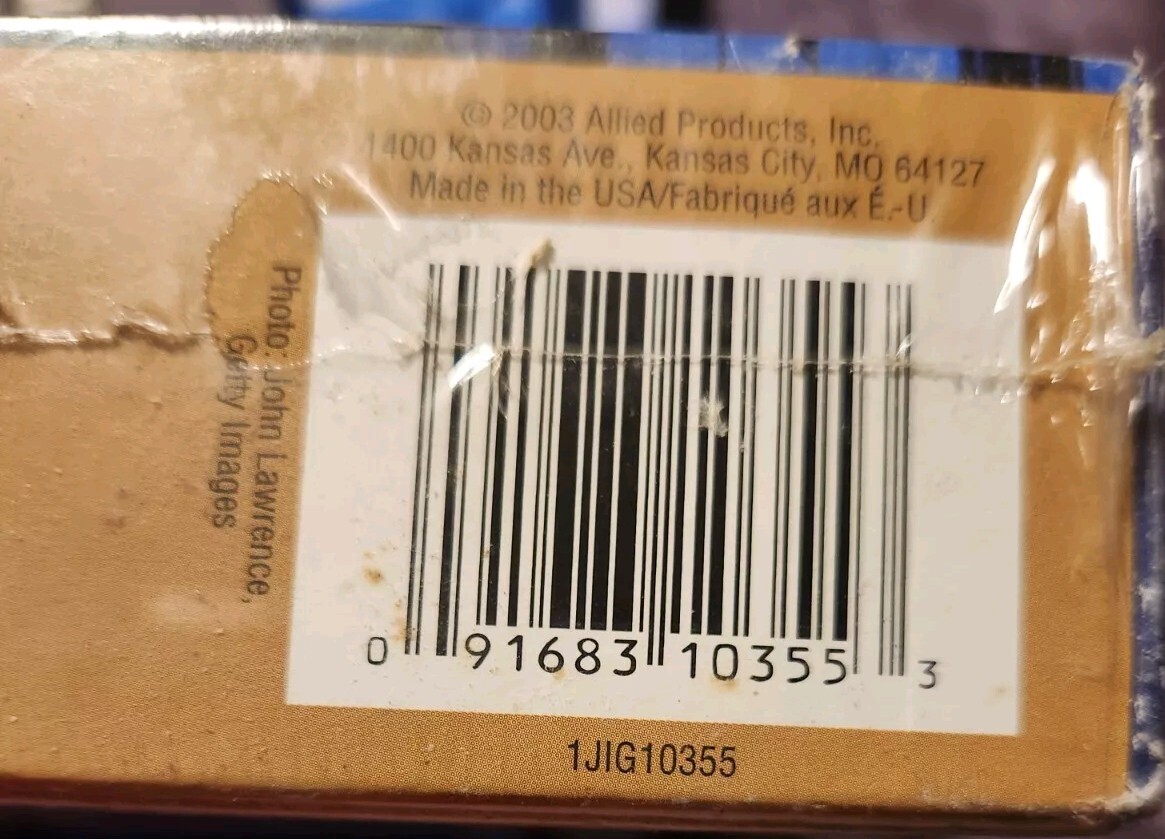 © 2003 Allied Products, Inc.
1400 Kansas Ave., Kansas City, MO 64127
Made in the USA/Fabriqué aux É.-U.
Photo: John Lawrence,
Getty Images
0 91683 10355 3
1JIG10355